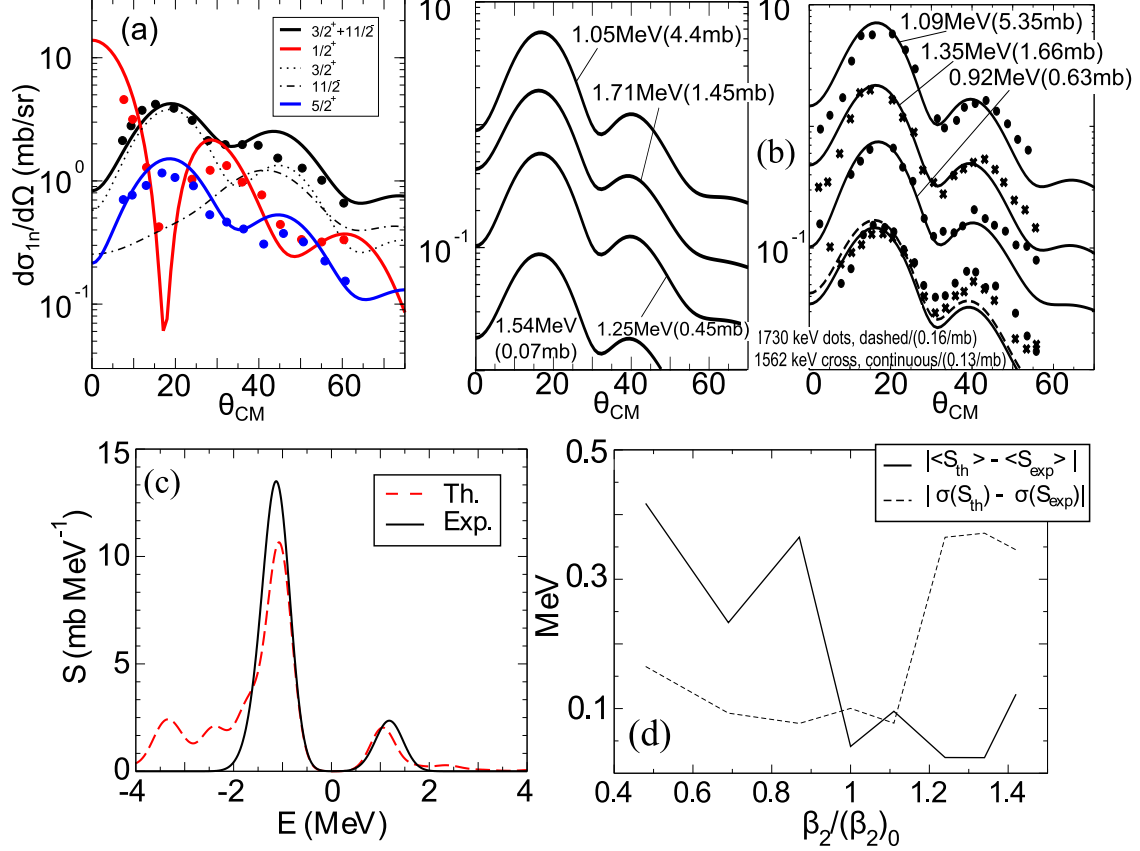 (a)
3/2⁺+11/2⁻
1/2⁺
3/2⁺
11/2⁻
5/2⁺
dσ₁ₙ/dΩ (mb/sr)
10¹
10⁰
10⁻¹
0 20 40 60
θCM
1.05MeV(4.4mb)
1.71MeV(1.45mb)
10⁻¹
1.54MeV
(0.07mb)
1.25MeV(0.45mb)
0 20 40 60
θCM
1.09MeV(5.35mb)
1.35MeV(1.66mb)
0.92MeV(0.63mb)
(b)
10⁻¹
1730 keV dots, dashed/(0.16/mb)
1562 keV cross, continuous/(0.13/mb)
0 20 40 60
θCM
(c)
Th.
Exp.
S (mb MeV⁻¹)
15
10
5
0
-4 -2 0 2 4
E (MeV)
|<Sth> - <Sexp> |
| σ(Sth) - σ(Sexp)|
MeV
0.5
0.3
0.1
(d)
0.4 0.6 0.8 1 1.2 1.4
β₂/(β₂)₀